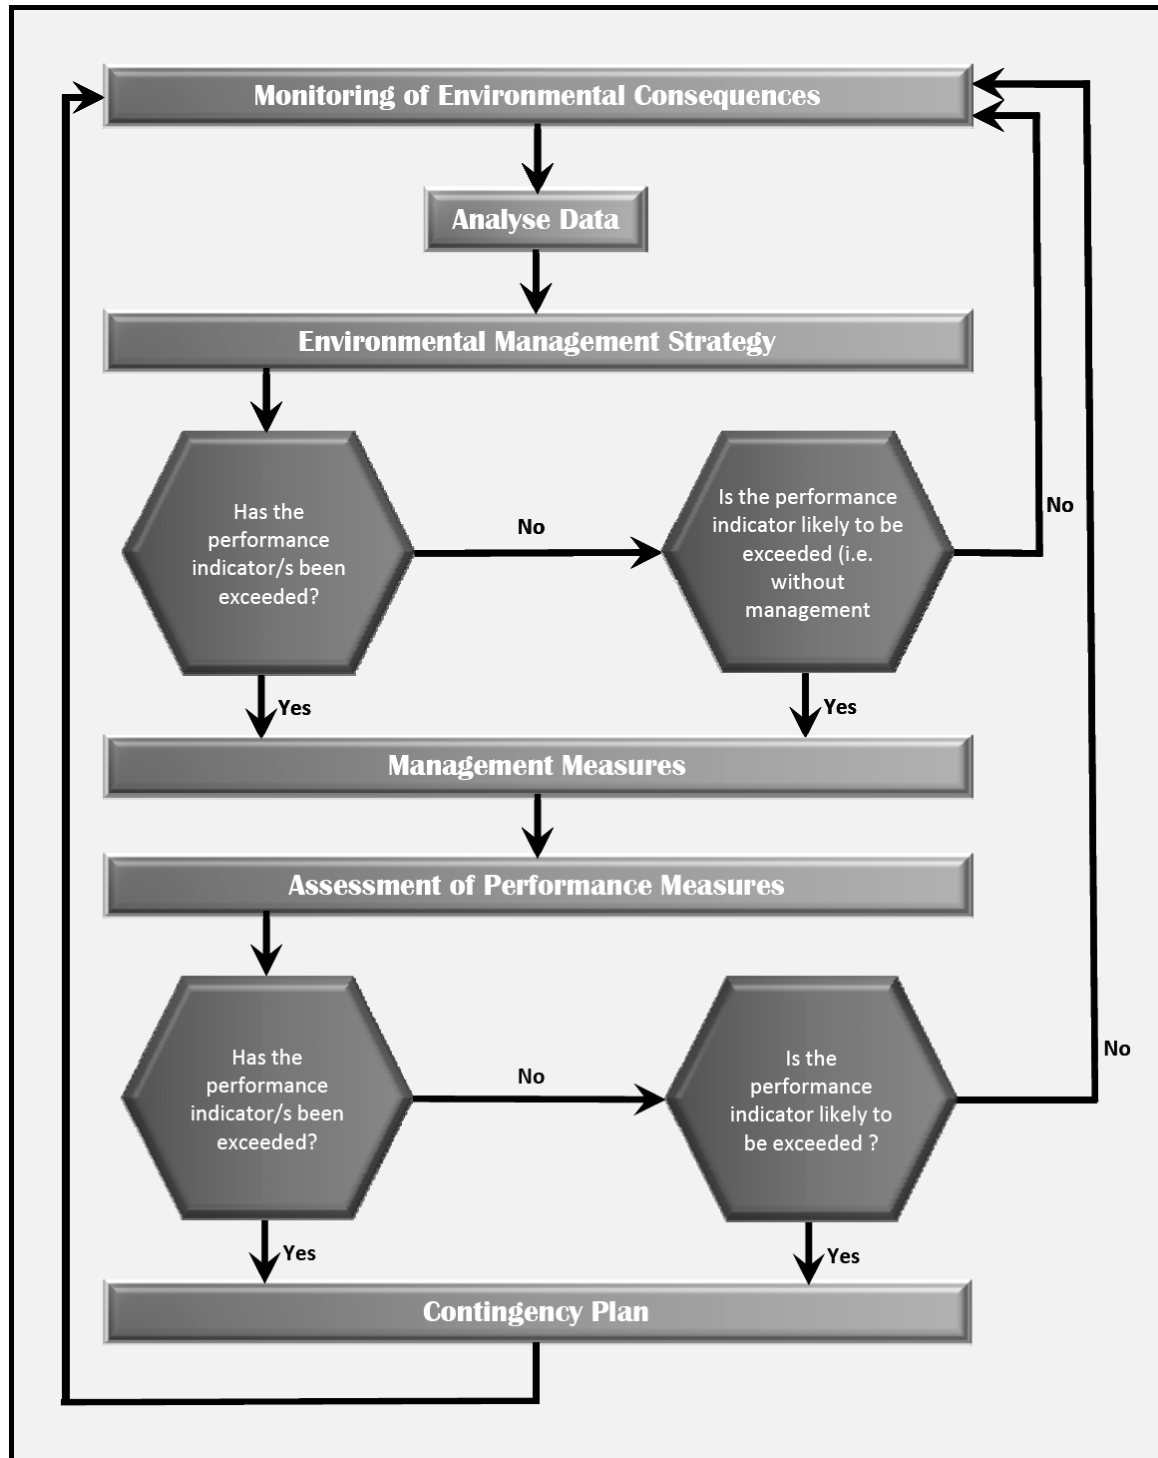 Monitoring of Environmental Consequences
Analyse Data
Environmental Management Strategy
Has the
performance
indicator/s been
exceeded?
No
Is the performance
indicator likely to be
exceeded (i.e.
without
management
No
Yes
Yes
Management Measures
Assessment of Performance Measures
Has the
performance
indicator/s been
exceeded?
No
Is the
performance
indicator likely to
be exceeded ?
No
Yes
Yes
Contingency Plan